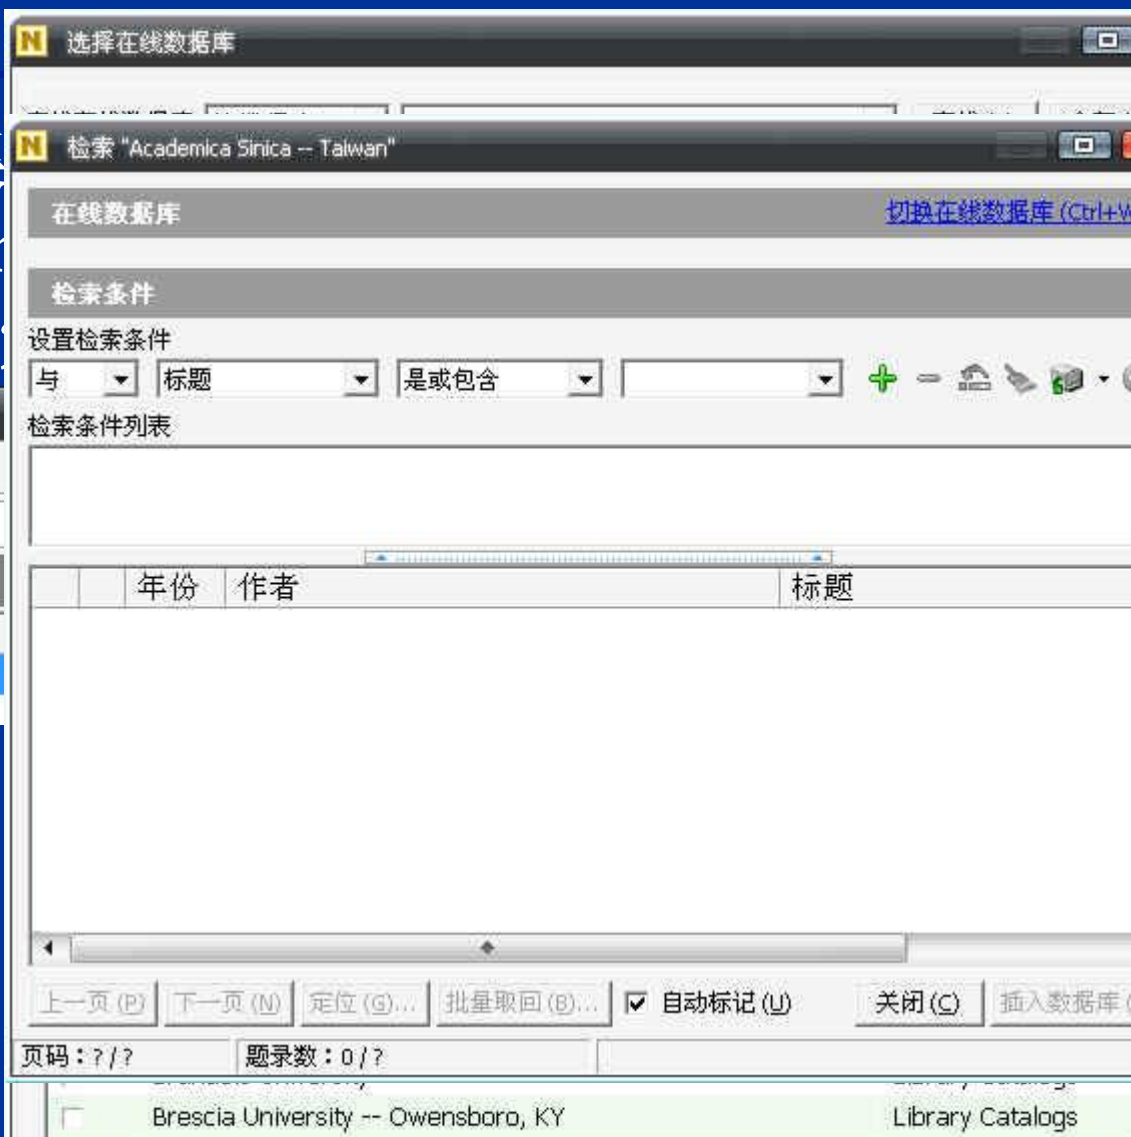 N 选择在线数据库
N 检索 "Academica Sinica -- Taiwan"
在线数据库 切换在线数据库 (Ctrl+
检索条件
设置检索条件
与 标题 是或包含
检索条件列表
年份 作者 标题
上一页(P) 下一页(N) 定位(G)... 批量取回(B)... 自动标记(U) 关闭(C) 插入数据库
页码：?/? 题录数：0/?
Brescia University -- Owensboro, KY Library Catalogs